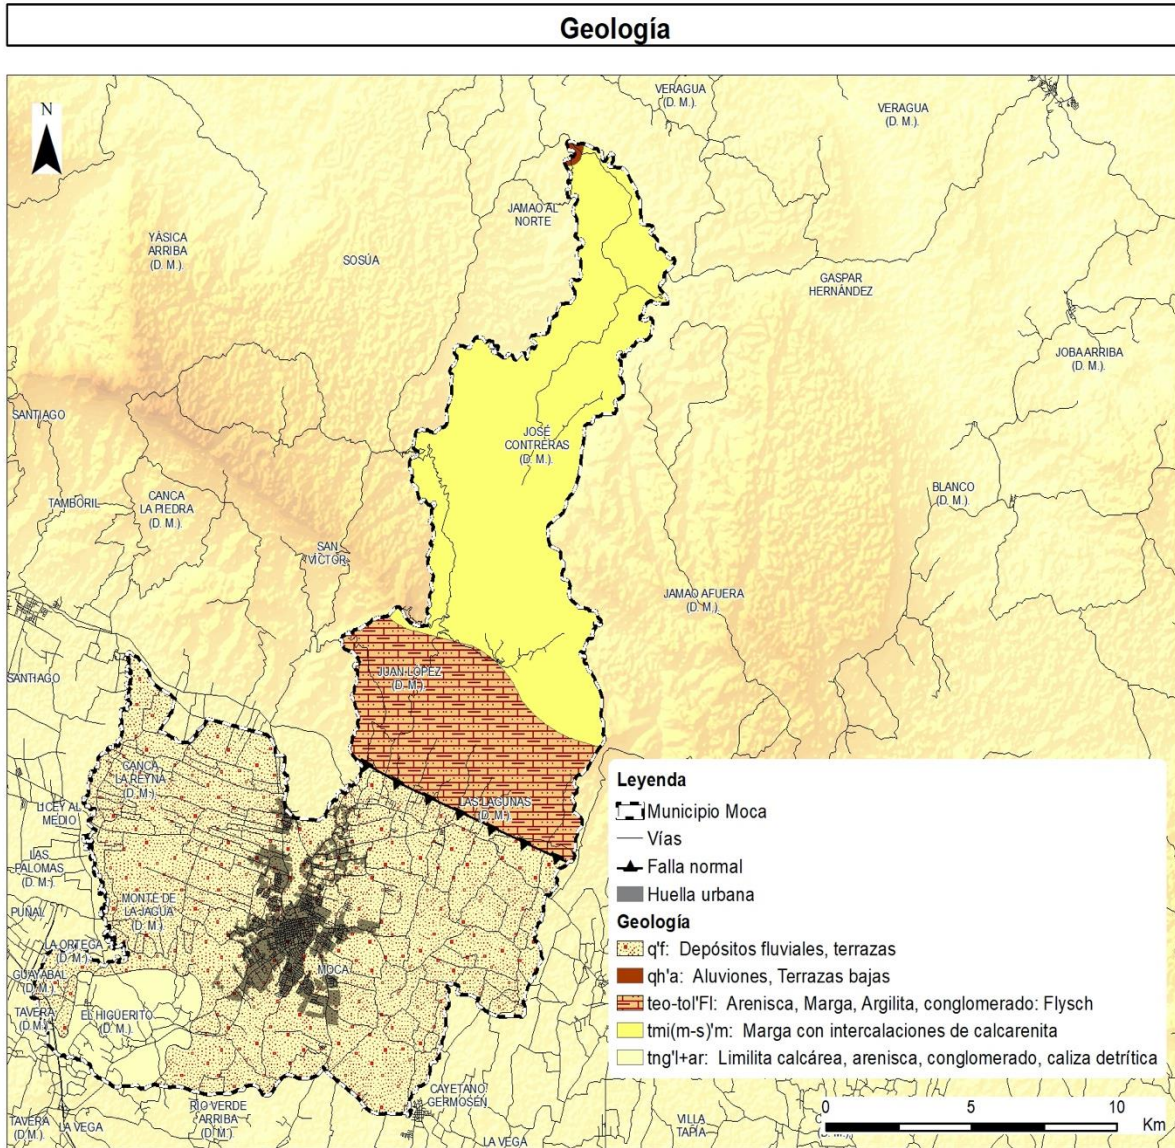 Geología
N
VERAGUA
(D. M.)
VERAGUA
(D. M.)
JAMAO AL
NORTE
YÁSICA
ARRIBA
(D. M.)
SOSÚA
GASPAR
HERNÁNDEZ
JOBA ARRIBA
(D. M.)
SANTIAGO
JOSÉ
CONTRERAS
(D. M.)
TAMBORIL
CANCA
LA PIEDRA
(D. M.)
BLANCO
(D. M.)
SAN
VÍCTOR
JAMAO AFUERA
(D. M.)
SANTIAGO
JUAN LÓPEZ
(D. M.)
CANCA
LA REYNA
(D. M.)
LICEY AL
MEDIO
LAS LAGUNAS
(D. M.)
LAS
PALOMAS
(D. M.)
MONTE DE
LA JAGUA
(D. M.)
PUÑAL
LA ORTEGA
(D. M.)
MOCA
GUAYABAL
(D. M.)
TAVERA
(D. M.)
EL HIGÜERITO
(D. M.)
CAYETANO
GERMOSÉN
RÍO VERDE
ARRIBA
(D. M.)
TAVERA
(D. M.)
LA VEGA
LA VEGA
VILLA
TAPIA
(D. M.)
Leyenda
Municipio Moca
Vías
Falla normal
Huella urbana
Geología
q'f: Depósitos fluviales, terrazas
qh'a: Aluviones, Terrazas bajas
teo-tol'Fl: Arenisca, Marga, Argilita, conglomerado: Flysch
tmi(m-s)'m: Marga con intercalaciones de calcarenita
tng'l+ar: Limilita calcárea, arenisca, conglomerado, caliza detrítica
0 5 10
Km